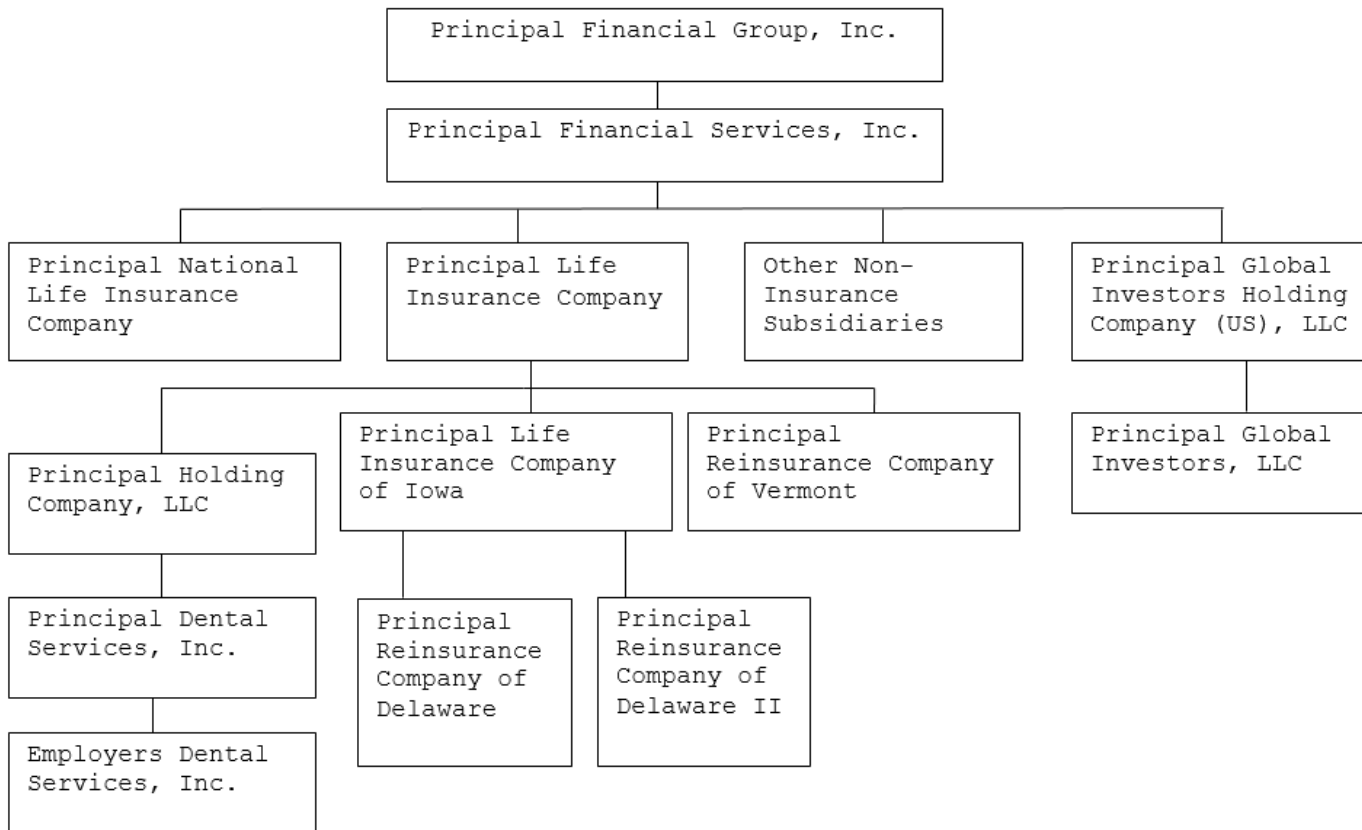 Principal Financial Group, Inc.
Principal Financial Services, Inc.
Principal National
Life Insurance
Company
Principal Life
Insurance Company
Other Non-
Insurance
Subsidiaries
Principal Global
Investors Holding
Company (US), LLC
Principal Holding
Company, LLC
Principal Life
Insurance Company
of Iowa
Principal
Reinsurance Company
of Vermont
Principal Global
Investors, LLC
Principal Dental
Services, Inc.
Principal
Reinsurance
Company of
Delaware
Principal
Reinsurance
Company of
Delaware II
Employers Dental
Services, Inc.